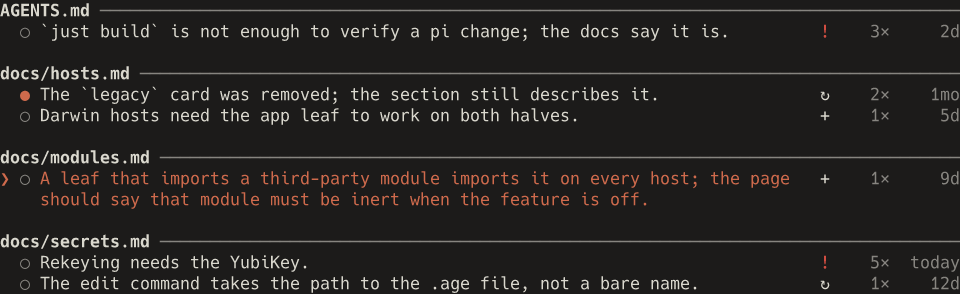 AGENTS.md
○ `just build` is not enough to verify a pi change; the docs say it is. ! 3× 2d
docs/hosts.md
● The `legacy` card was removed; the section still describes it. ↻ 2× 1mo
○ Darwin hosts need the app leaf to work on both halves. + 1× 5d
docs/modules.md
❯ ○ A leaf that imports a third-party module imports it on every host; the page + 1× 9d
should say that module must be inert when the feature is off.
docs/secrets.md
○ Rekeying needs the YubiKey. ! 5× today
○ The edit command takes the path to the .age file, not a bare name. ↻ 1× 12d